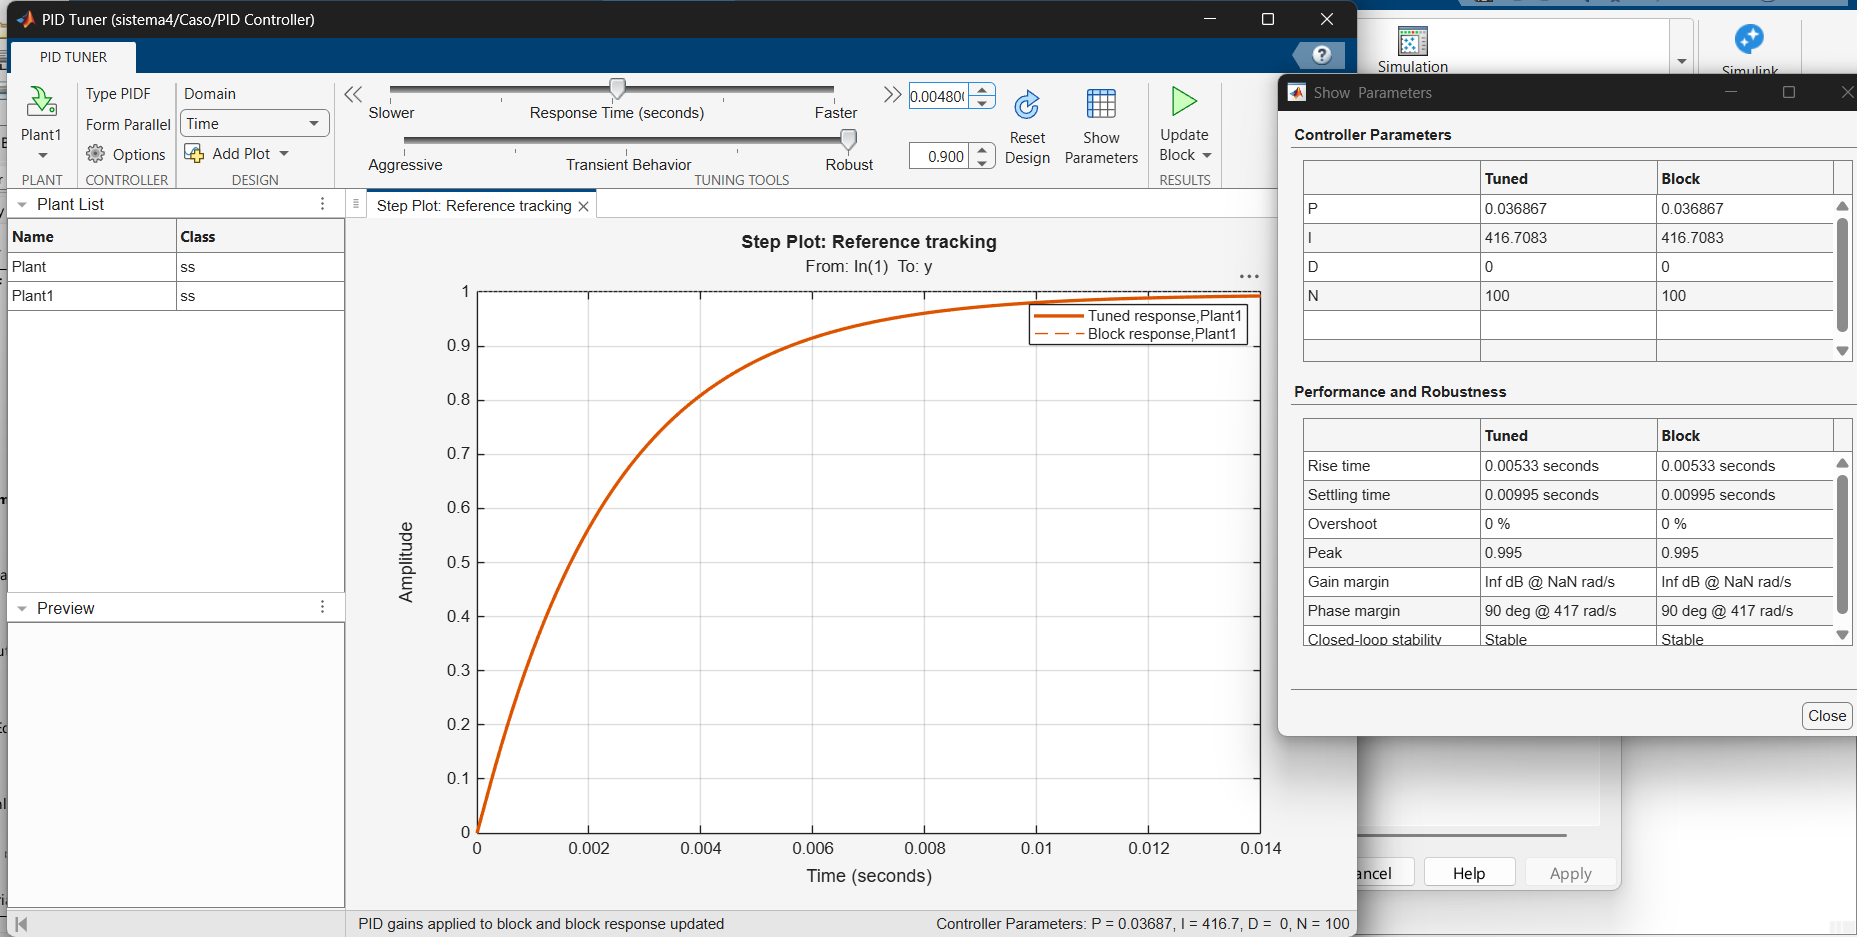 PID Tuner (sistema4/Caso/PID Controller)
PID TUNER
?
Plant1
PLANT
Type PIDF
Form Parallel
Options
CONTROLLER
Domain
Time
Add Plot
DESIGN
Slower
Response Time (seconds)
Faster
Aggressive
Transient Behavior
Robust
0.900
TUNING TOOLS
Reset
Design
Show
Parameters
Update
Block
RESULTS
Simulation
Simulink
Plant List
Name Class
Plant ss
Plant1 ss
Preview
Step Plot: Reference tracking
Step Plot: Reference tracking
From: In(1) To: y
Tuned response,Plant1
Block response,Plant1
Amplitude
1
0.9
0.8
0.7
0.6
0.5
0.4
0.3
0.2
0.1
0
0 0.002 0.004 0.006 0.008 0.01 0.012 0.014
Time (seconds)
PID gains applied to block and block response updated
Controller Parameters: P = 0.03687, I = 416.7, D = 0, N = 100
Show Parameters
Controller Parameters
Tuned Block
P 0.036867 0.036867
I 416.7083 416.7083
D 0 0
N 100 100
Performance and Robustness
Tuned Block
Rise time 0.00533 seconds 0.00533 seconds
Settling time 0.00995 seconds 0.00995 seconds
Overshoot 0 % 0 %
Peak 0.995 0.995
Gain margin Inf dB @ NaN rad/s Inf dB @ NaN rad/s
Phase margin 90 deg @ 417 rad/s 90 deg @ 417 rad/s
Closed-loop stability Stable Stable
Close
Help
Apply